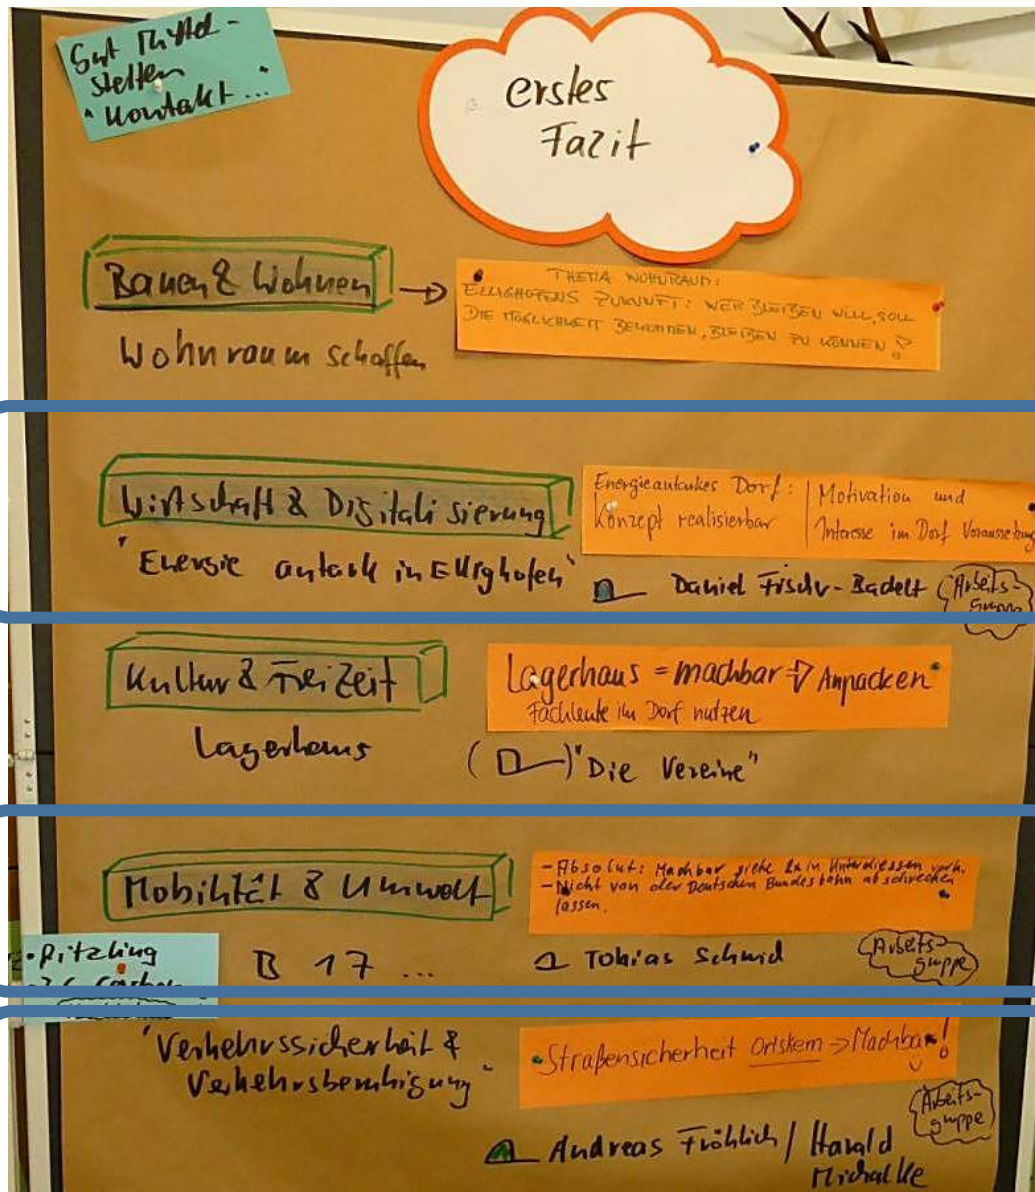 Gut Mittel-
stetten
Kontakt ...
erstes
Fazit
Bauen & Wohnen
THEMA WOHNRAUM:
ELLIGHOFENS ZUKUNFT: WER BLEIBEN WILL, SOLL
DIE MÖGLICHKEIT BEKOMMEN, BLEIBEN ZU KÖNNEN!
Wohnraum schaffen
Wirtschaft & Digitalisierung
Energieautarkes Dorf:
Konzept realisierbar
Motivation und
Interesse im Dorf Voraussetzung
"Energie autark in Ellighofen"
Daniel Fischer-Badelt
Arbeits-
gruppe
Kultur & Freizeit
Lagerhaus = machbar → Anpacken
Fachleute im Dorf nutzen
Lagerhaus
"Die Vereine"
Mobilität & Umwelt
- Absolut: Machbar siehe in Unterdiessen vorh.
- Nicht von der Deutschen Bundesbahn abschrecken
lassen.
• Pitzling
B 17 ...
Tobias Schmid
Arbeits-
gruppe
"Verkehrssicherheit &
Verkehrsberuhigung"
Straßensicherheit Ortskern → Machbar!
Arbeits-
gruppe
Andreas Fröhlich / Harald
Michalke